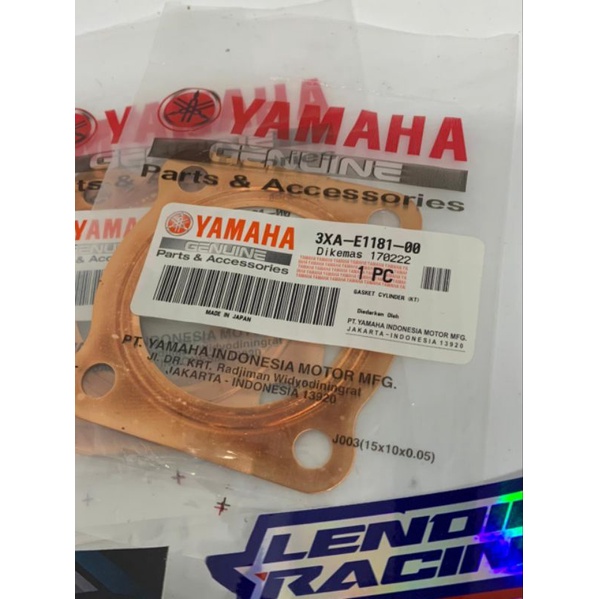 YAMAHA
GENUINE
Parts & Accessories
YAMAHA
GENUINE
Parts & Accessories
MADE IN JAPAN
3XA-E1181-00
Dikemas 170222
1 PC
GASKET CYLINDER (KT)
Diedarkan Oleh
PT. YAMAHA INDONESIA MOTOR MFG.
JAKARTA - INDONESIA 13920
PT. YAMAHA INDONESIA MOTOR MFG.
Jl. DR. KRT. Radjiman Widyodiningrat
JAKARTA - INDONESIA 13920
J003(15x10x0.05)
RACIN